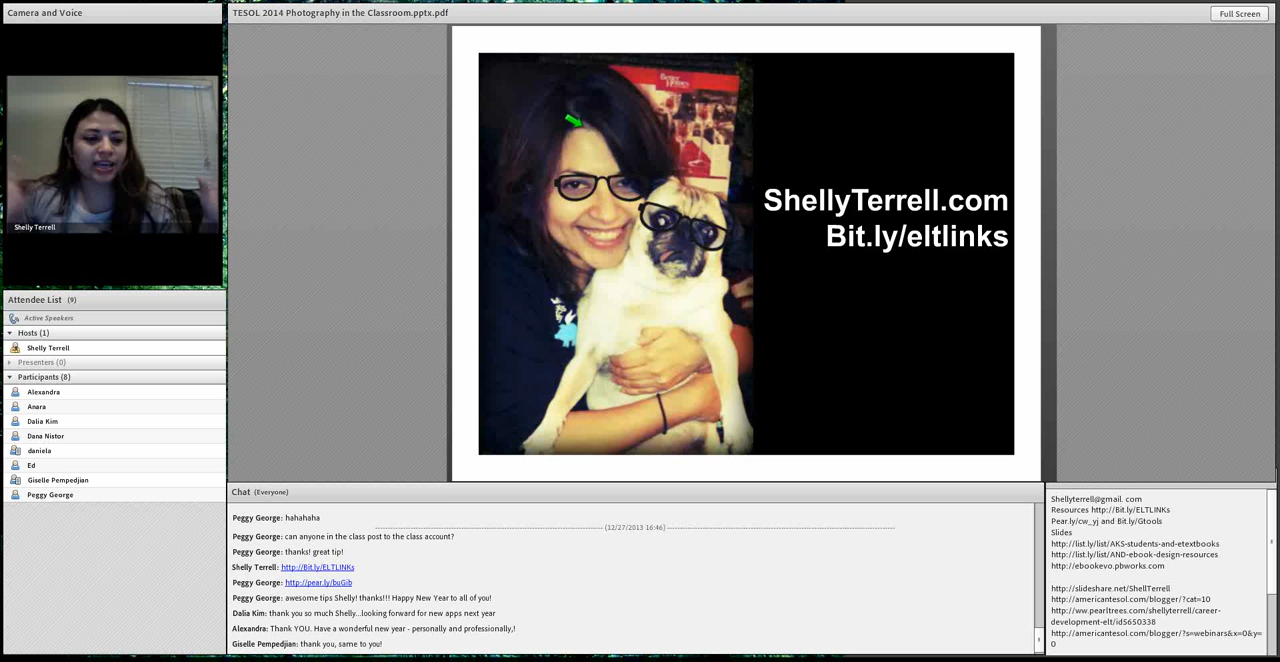 Camera and Voice
TESOL 2014 Photography in the Classroom.pptx.pdf
Full Screen
Shelly Terrell
Better
Homes
ShellyTerrell.com
Bit.ly/eltlinks
Attendee List (9)
Active Speakers
Hosts (1)
Shelly Terrell
Presenters (0)
Participants (8)
Alexandra
Anara
Dalia Kim
Dana Nistor
daniela
Ed
Giselle Pempedjian
Peggy George
Chat (Everyone)
Peggy George: hahahaha
(12/27/2013 16:46)
Peggy George: can anyone in the class post to the class account?
Peggy George: thanks! great tip!
Shelly Terrell: http://Bit.ly/ELTLINKs
Peggy George: http://pear.ly/buGib
Peggy George: awesome tips Shelly! thanks!!! Happy New Year to all of you!
Dalia Kim: thank you so much Shelly...looking forward for new apps next year
Alexandra: Thank YOU. Have a wonderful new year - personally and professionally,!
Giselle Pempedjian: thank you, same to you!
Shellyterrell@gmail. com
Resources http://Bit.ly/ELTLINKs
Pear.ly/cw_yj and Bit.ly/Gtools
Slides
http://list.ly/list/AKS-students-and-etextbooks
http://list.ly/list/AND-ebook-design-resources
http://ebookevo.pbworks.com
http://slideshare.net/ShellTerrell
http://americantesol.com/blogger/?cat=10
http://ww.pearltrees.com/shellyterrell/career-
development-elt/id5650338
http://americantesol.com/blogger/?s=webinars&x=0&y=
0